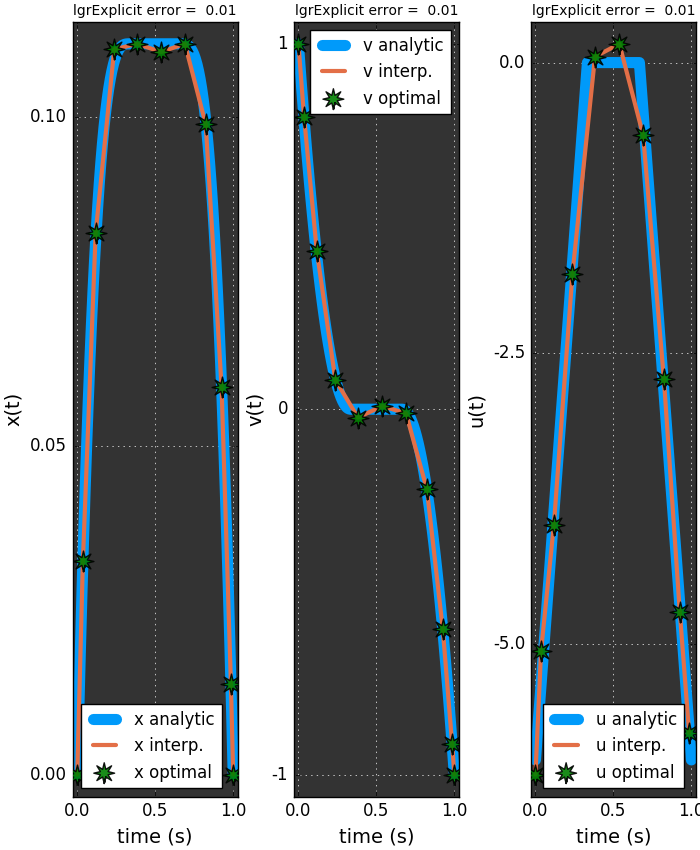 lgrExplicit error = 0.01
x(t)
0.10
0.05
0.00
x analytic
x interp.
x optimal
0.0
0.5
1.0
time (s)
lgrExplicit error = 0.01
v(t)
1
0
-1
v analytic
v interp.
v optimal
0.0
0.5
1.0
time (s)
lgrExplicit error = 0.01
u(t)
0.0
-2.5
-5.0
u analytic
u interp.
u optimal
0.0
0.5
1.0
time (s)